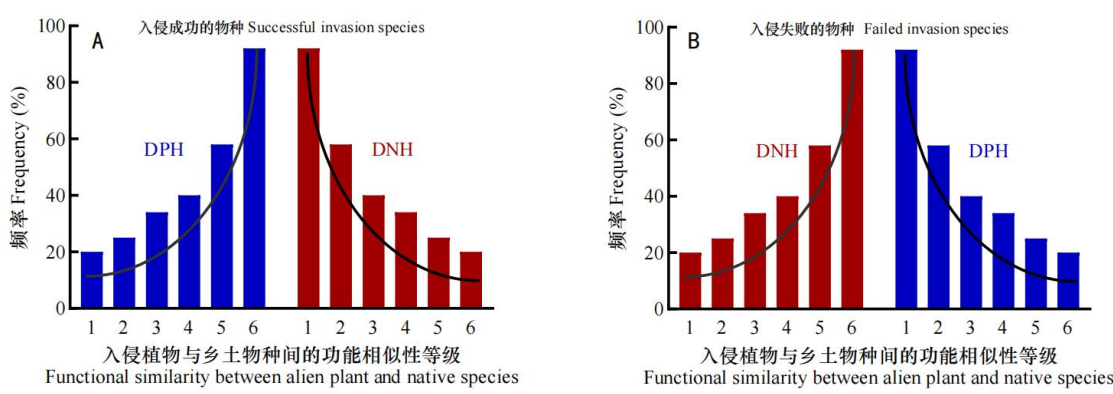 A
入侵成功的物种 Successful invasion species
频率 Frequency (%)
100
80
60
40
20
0
DPH
DNH
1 2 3 4 5 6 1 2 3 4 5 6
入侵植物与乡土物种间的功能相似性等级
Functional similarity between alien plant and native species
B
入侵失败的物种 Failed invasion species
频率 Frequency (%)
100
80
60
40
20
0
DNH
DPH
1 2 3 4 5 6 1 2 3 4 5 6
入侵植物与乡土物种间的功能相似性等级
Functional similarity between alien plant and native species